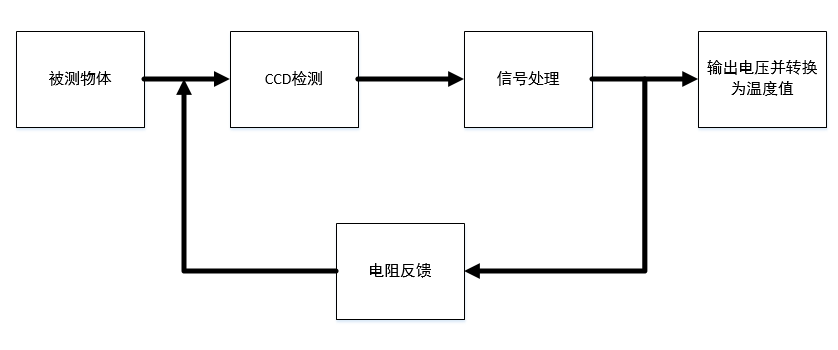 被测物体
CCD检测
信号处理
输出电压并转换
为温度值
电阻反馈